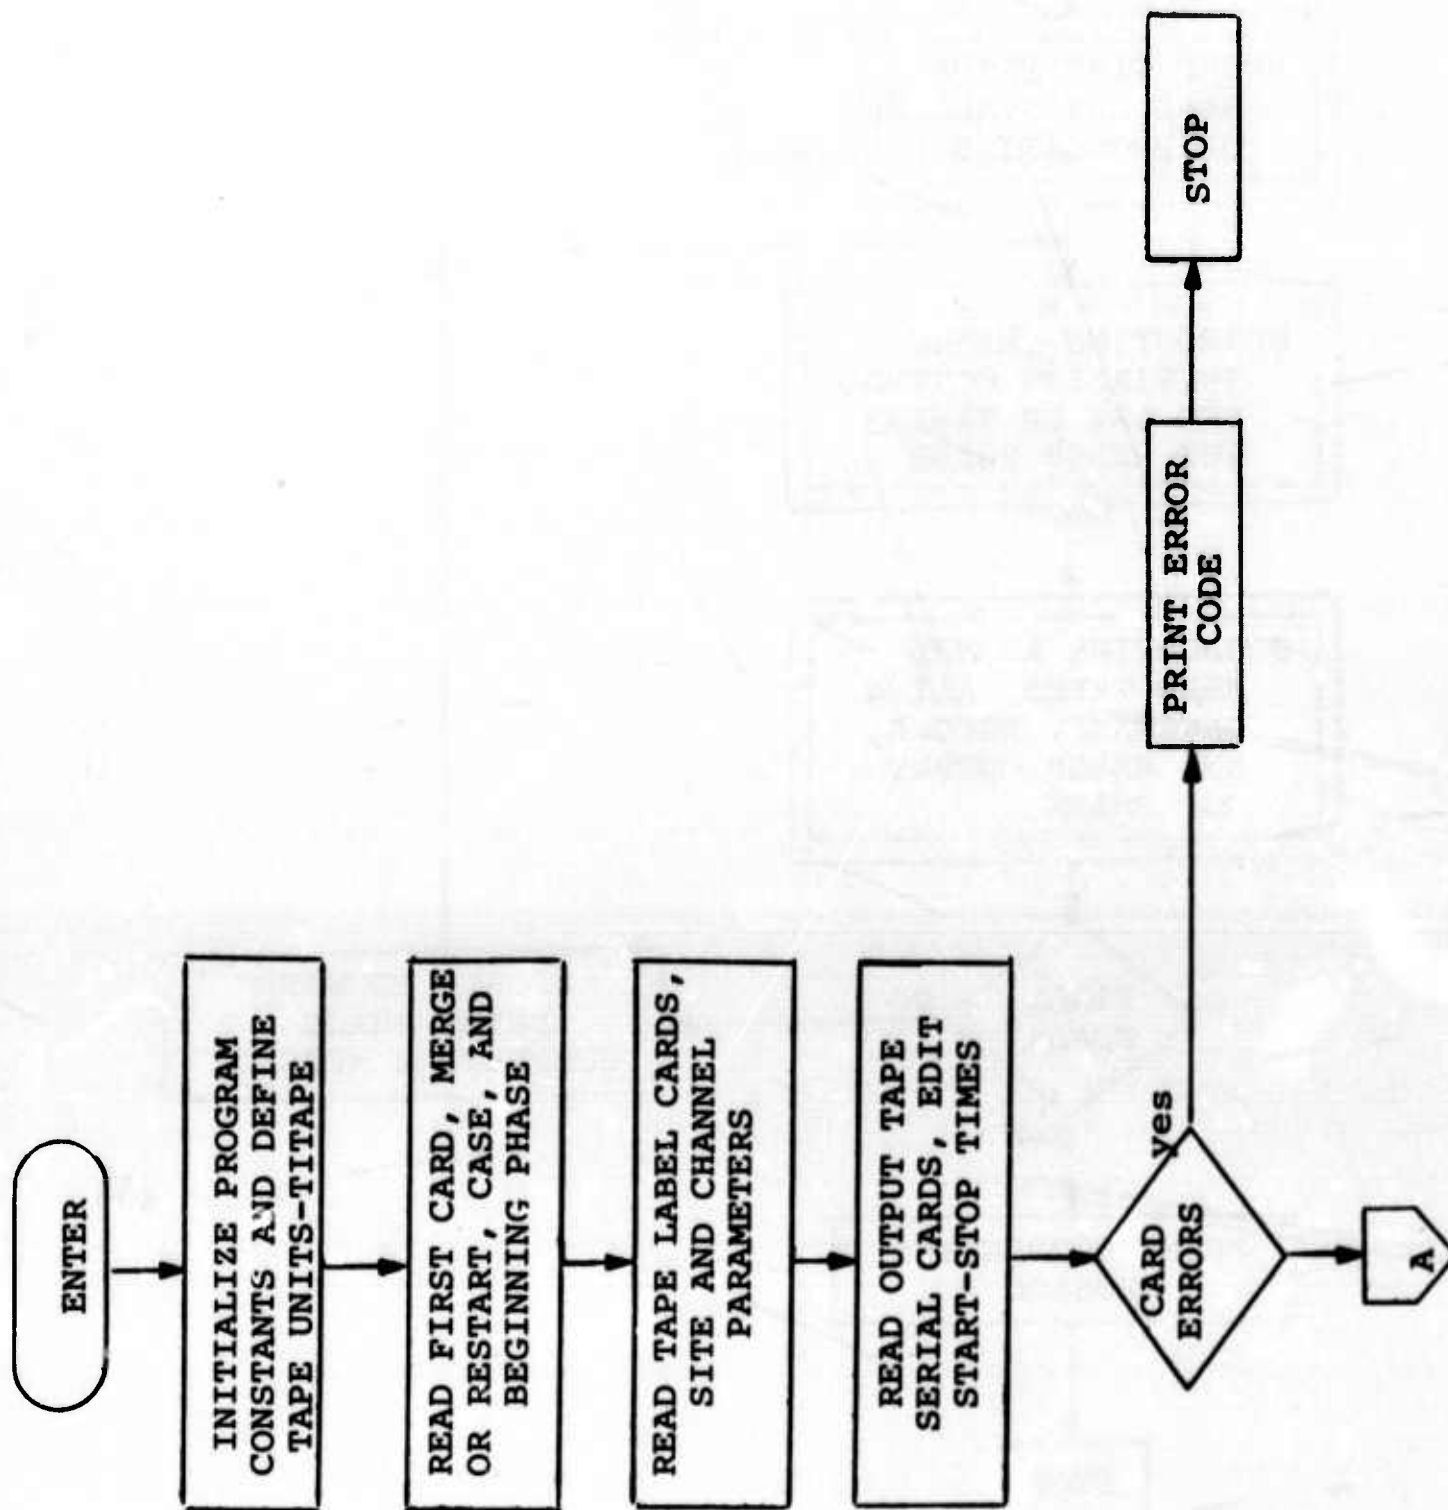 ENTER
INITIALIZE PROGRAM
CONSTANTS AND DEFINE
TAPE UNITS-TITAPE
READ FIRST CARD, MERGE
OR RESTART, CASE, AND
BEGINNING PHASE
READ TAPE LABEL CARDS,
SITE AND CHANNEL
PARAMETERS
READ OUTPUT TAPE
SERIAL CARDS, EDIT
START-STOP TIMES
CARD
ERRORS
yes
PRINT ERROR
CODE
STOP
A